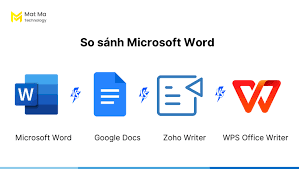 Mat Ma
Technology
So sánh Microsoft Word
W
Microsoft Word
Google Docs
Zoho Writer
WPS Office Writer